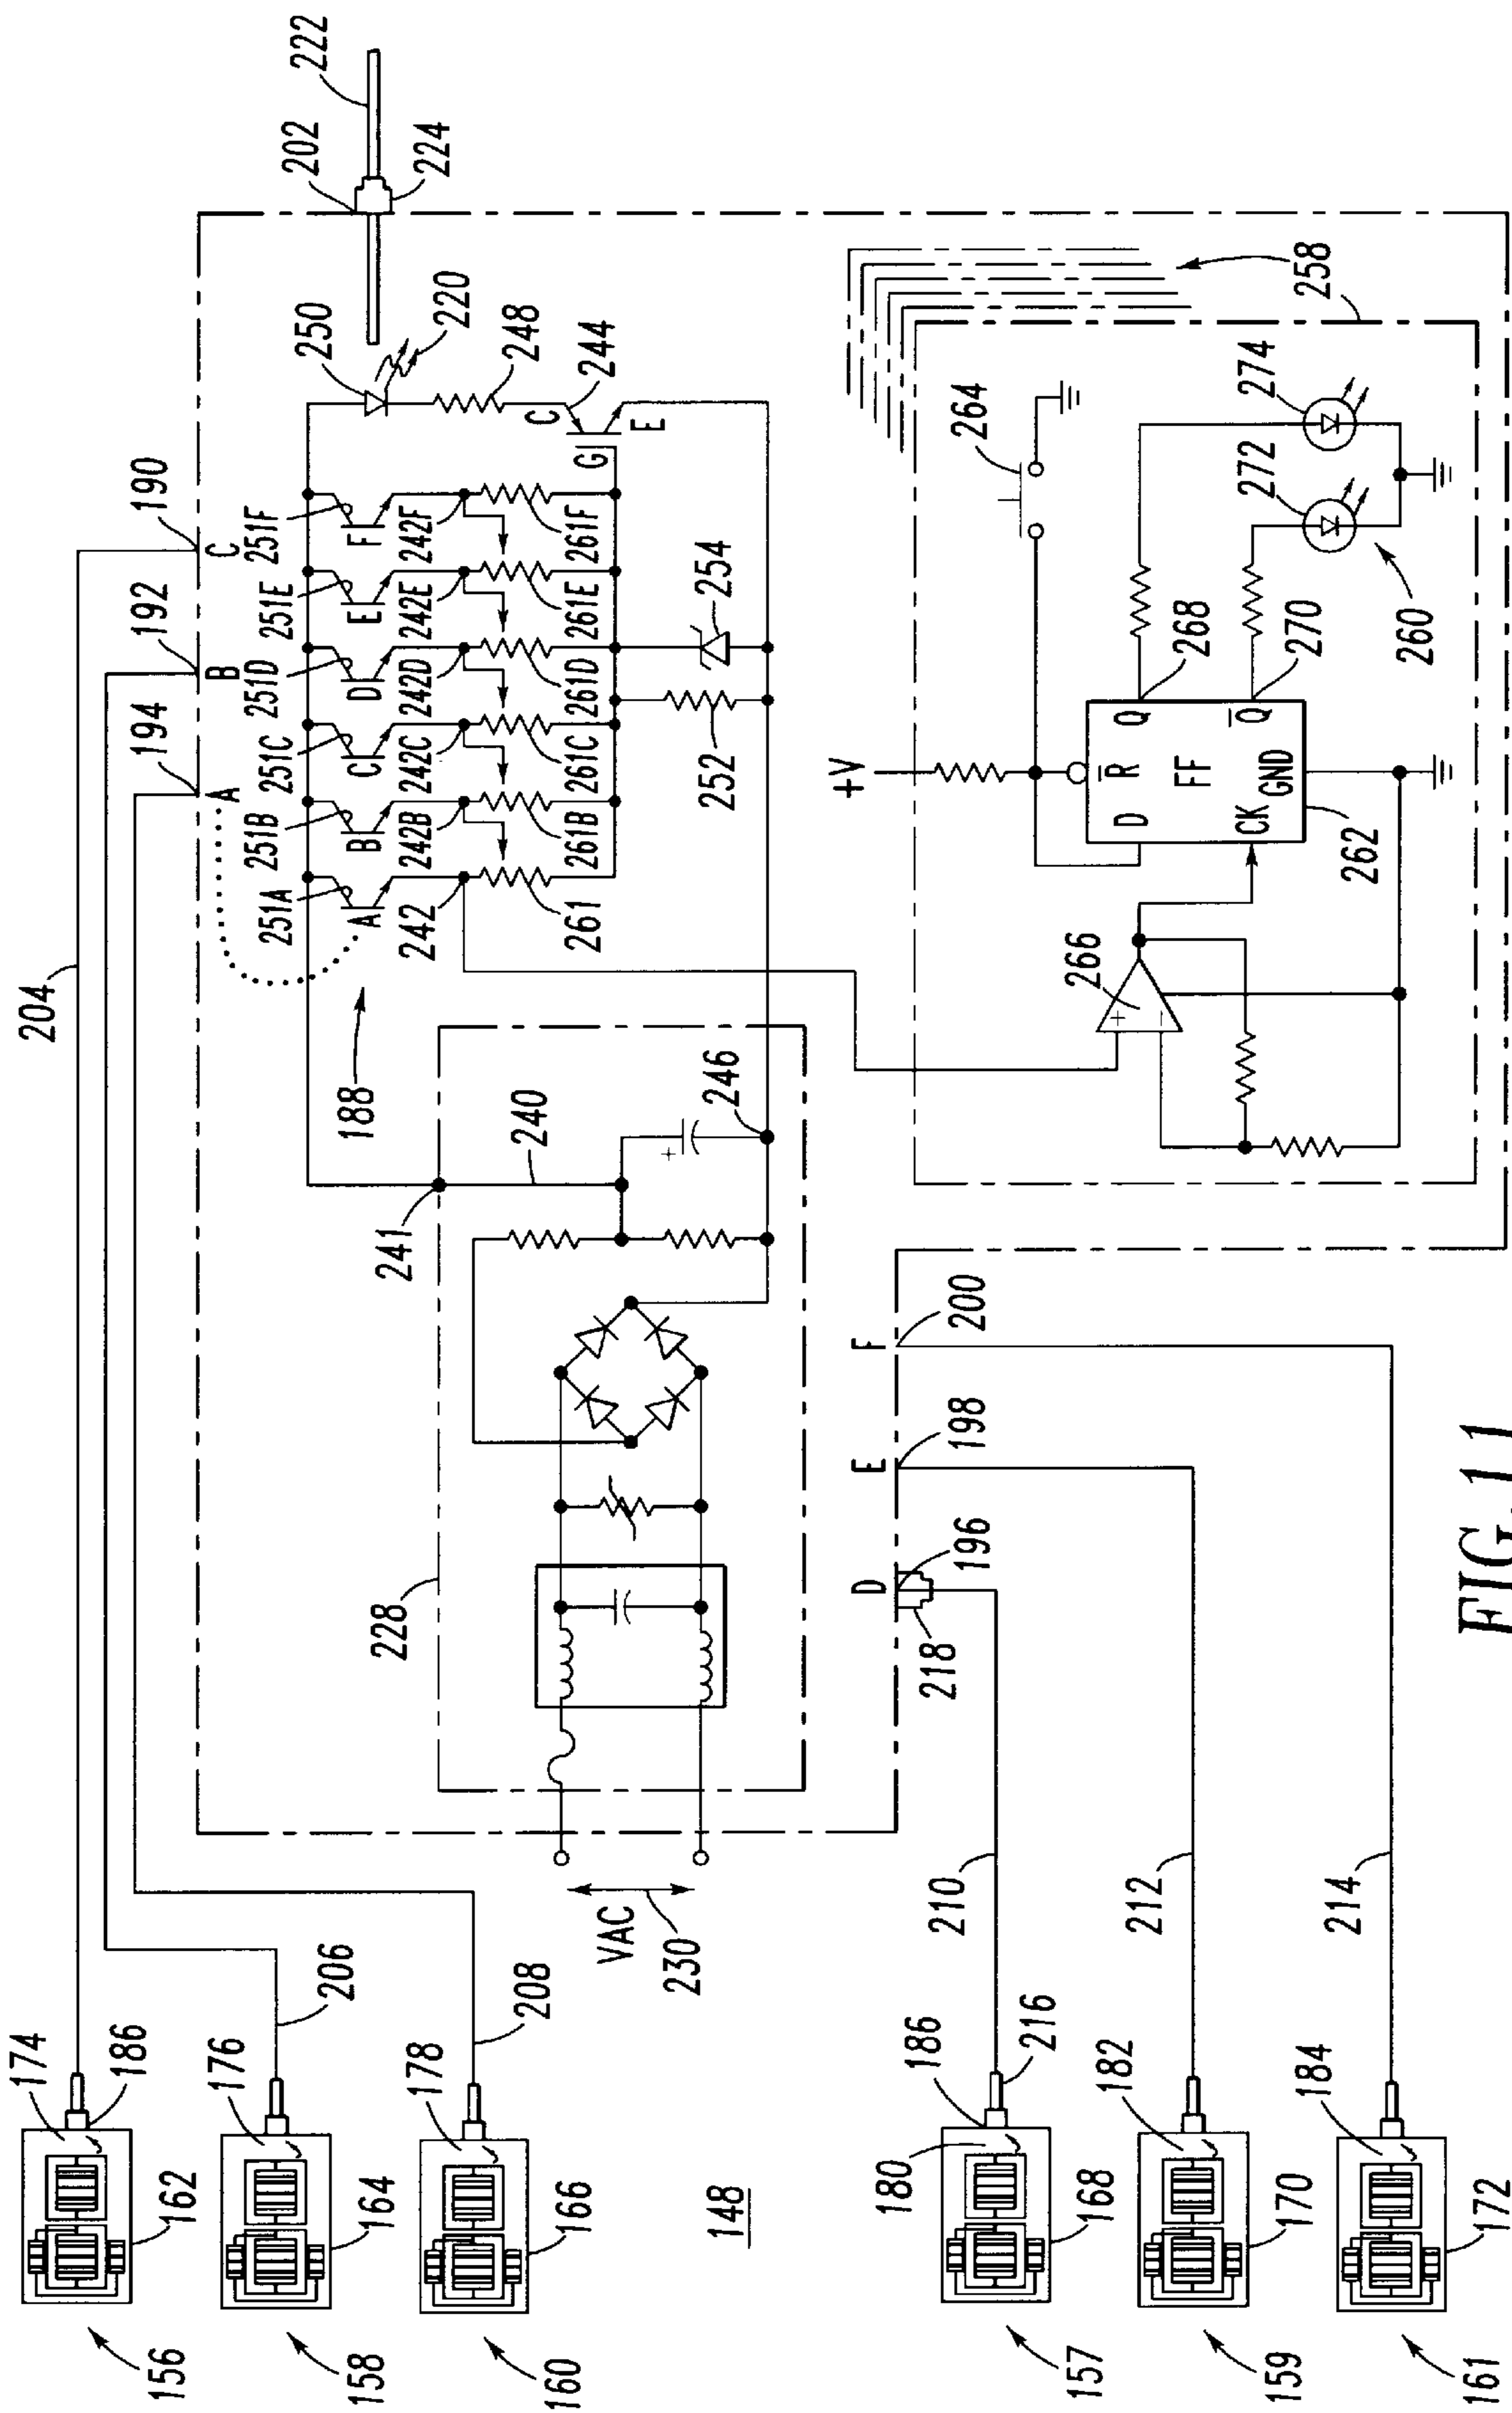 222
202
224
250
220
248
244
C
G
E
190
C
192
B
194
A
204
251F
251E
251D
251C
251B
251A
F
E
D
C
B
A
242F
242E
242D
242C
242B
242
261F
261E
261D
261C
261B
261
254
252
188
240
241
246
+
228
VAC
230
258
264
274
272
268
270
260
+V
D
R
Q
FF
Q
CK
GND
262
266
+
−
F
200
E
198
D
196
218
174
186
162
156
176
206
164
158
178
208
166
160
148
180
186
216
210
168
157
182
212
170
159
184
214
172
161
FIG.11